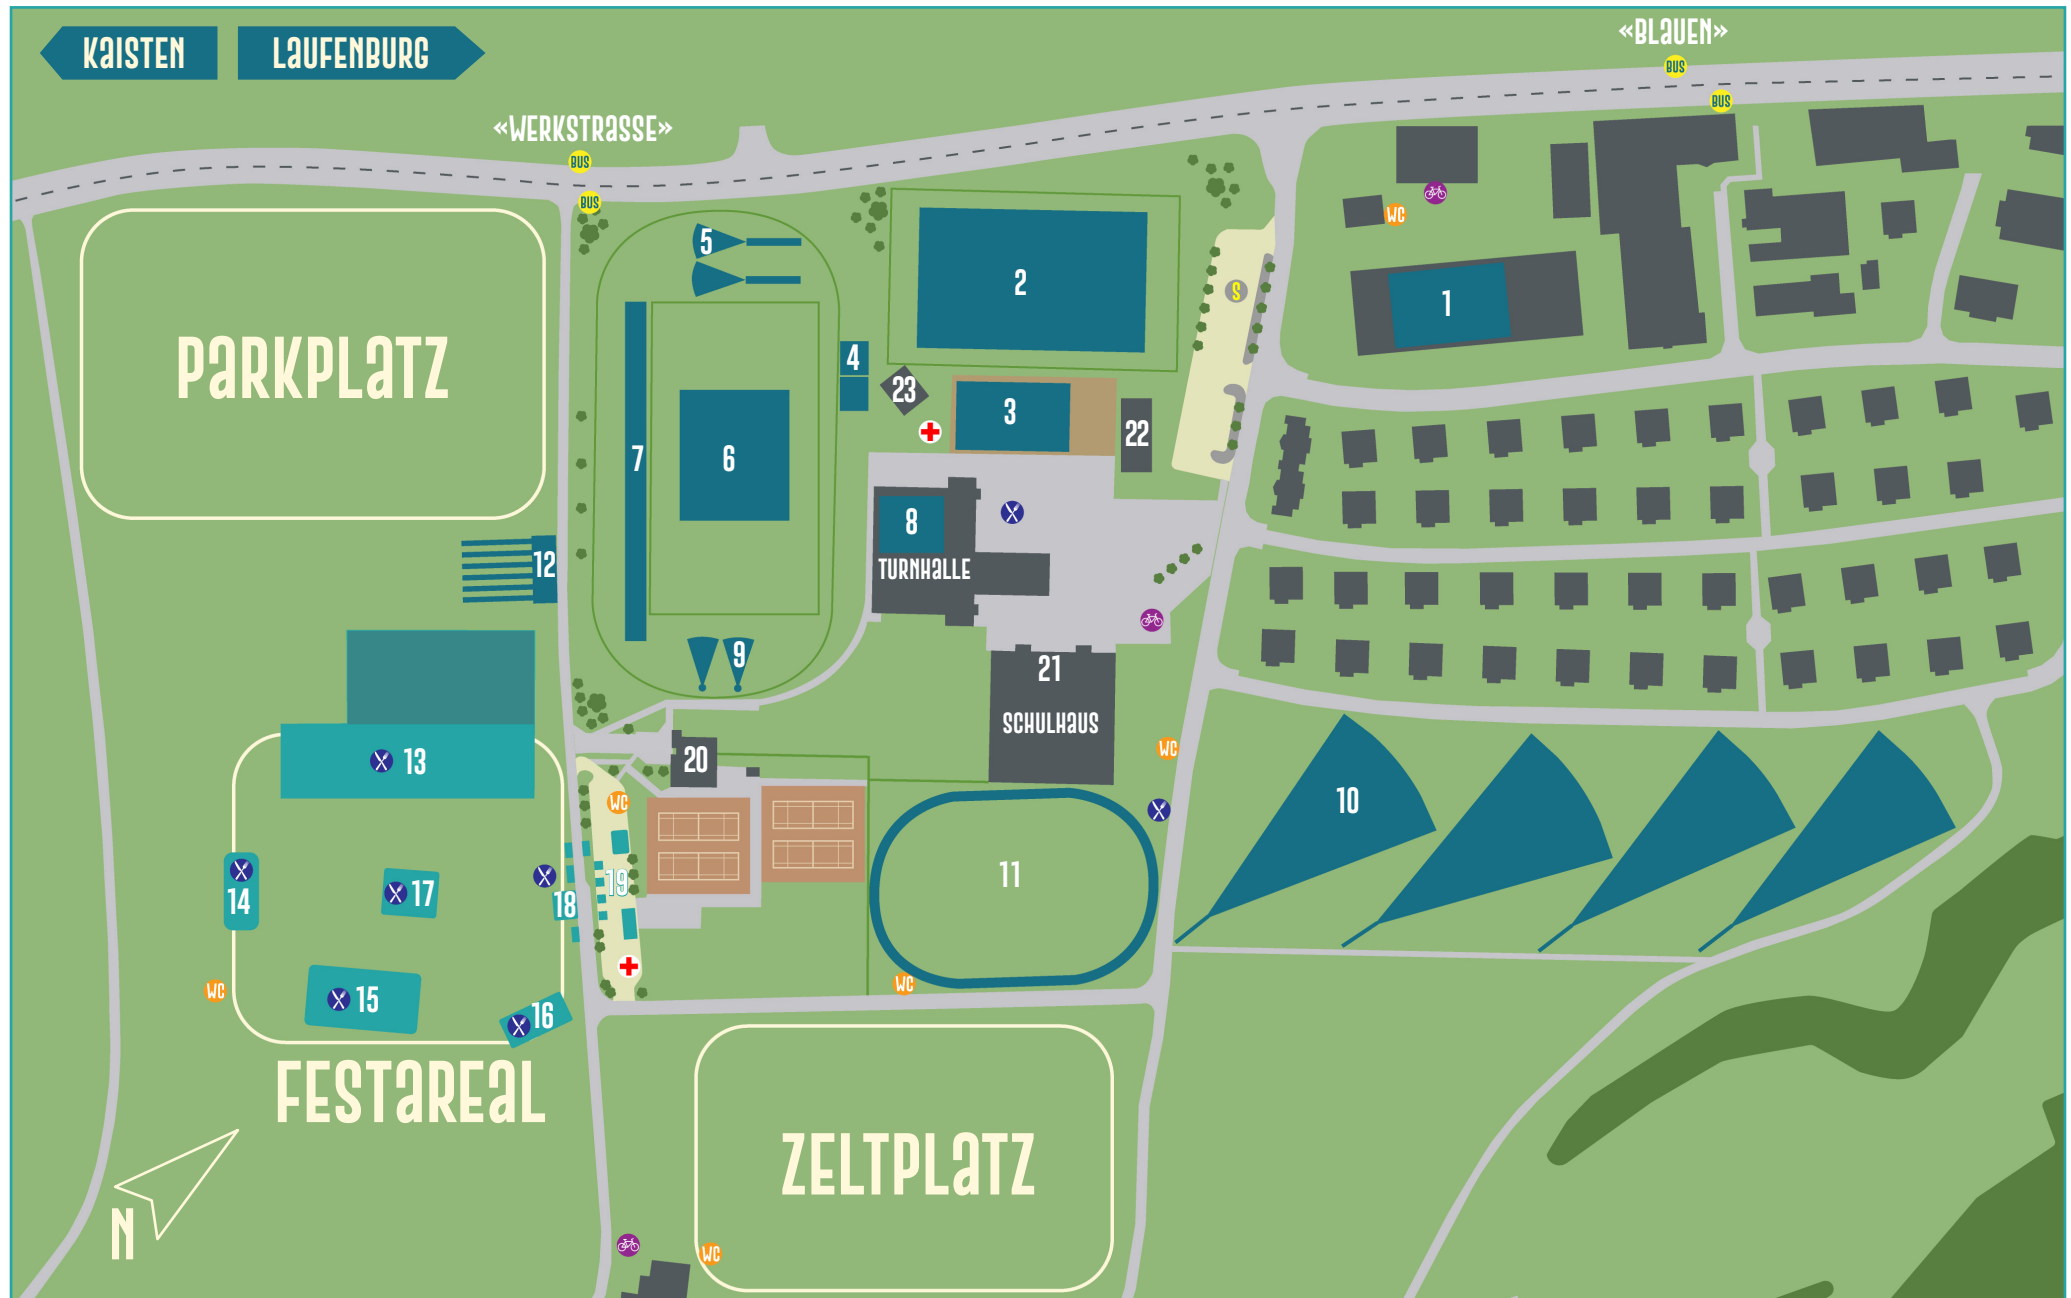 KAISTEN
LAUFENBURG
«BLAUEN»
BUS
BUS
«WERKSTRASSE»
BUS
BUS
WC
5
2
S
1
PARKPLATZ
4
23
3
22
7
6
8
TURNHALLE
12
9
21
SCHULHAUS
WC
20
13
WC
10
11
14
17
18
19
WC
15
16
WC
FESTAREAL
ZELTPLATZ
N
WC